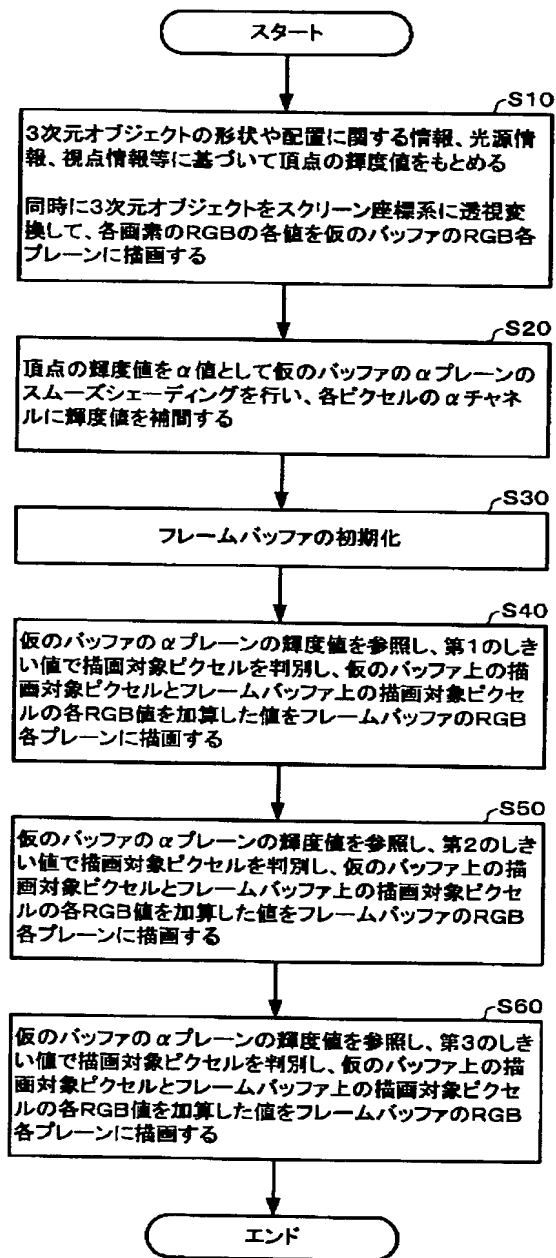 スタート
S10
3次元オブジェクトの形状や配置に関する情報、光源情
報、視点情報等に基づいて頂点の輝度値をもとめる
同時に3次元オブジェクトをスクリーン座標系に透視変
換して、各画素のRGBの各値を仮のバッファのRGB各
プレーンに描画する
S20
頂点の輝度値をα値として仮のバッファのαプレーンの
スムーズシェーディングを行い、各ピクセルのαチャネ
ルに輝度値を補間する
S30
フレームバッファの初期化
S40
仮のバッファのαプレーンの輝度値を参照し、第1のしき
い値で描画対象ピクセルを判別し、仮のバッファ上の描
画対象ピクセルとフレームバッファ上の描画対象ピクセ
ルの各RGB値を加算した値をフレームバッファのRGB
各プレーンに描画する
S50
仮のバッファのαプレーンの輝度値を参照し、第2のしき
い値で描画対象ピクセルを判別し、仮のバッファ上の描
画対象ピクセルとフレームバッファ上の描画対象ピクセ
ルの各RGB値を加算した値をフレームバッファのRGB
各プレーンに描画する
S60
仮のバッファのαプレーンの輝度値を参照し、第3のしき
い値で描画対象ピクセルを判別し、仮のバッファ上の描
画対象ピクセルとフレームバッファ上の描画対象ピクセ
ルの各RGB値を加算した値をフレームバッファのRGB
各プレーンに描画する
エンド